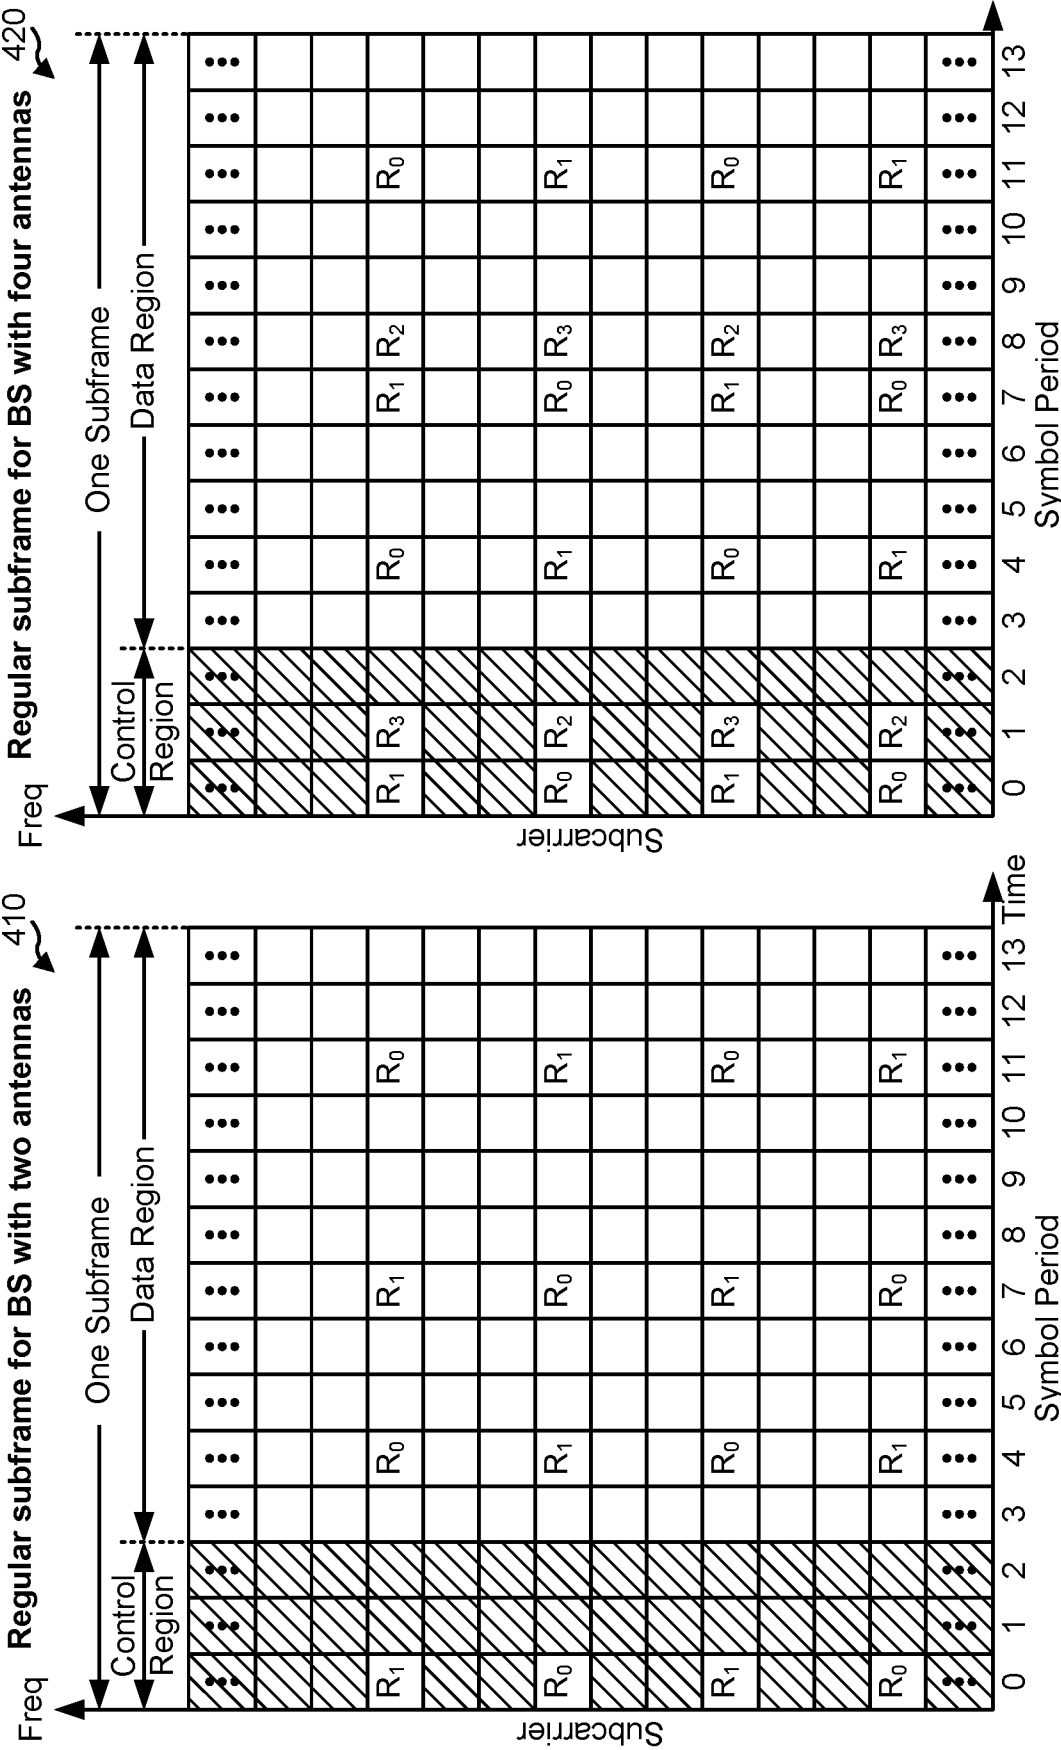 Regular subframe for BS with two antennas 410
Freq
One Subframe
Control Region
Data Region
Subcarrier
... ... ... ... ... ... ... ... ... ... ... ... ... ...
R1 R0 R1 R0
R0 R1 R0 R1
R1 R0 R1 R0
R0 R1 R0 R1
... ... ... ... ... ... ... ... ... ... ... ... ... ...
0 1 2 3 4 5 6 7 8 9 10 11 12 13 Time
Symbol Period
Regular subframe for BS with four antennas 420
Freq
One Subframe
Control Region
Data Region
Subcarrier
... ... ... ... ... ... ... ... ... ... ... ... ... ...
R1 R3 R0 R1 R2 R0
R0 R2 R1 R0 R3 R1
R1 R3 R0 R1 R2 R0
R0 R2 R1 R0 R3 R1
... ... ... ... ... ... ... ... ... ... ... ... ... ...
0 1 2 3 4 5 6 7 8 9 10 11 12 13
Symbol Period